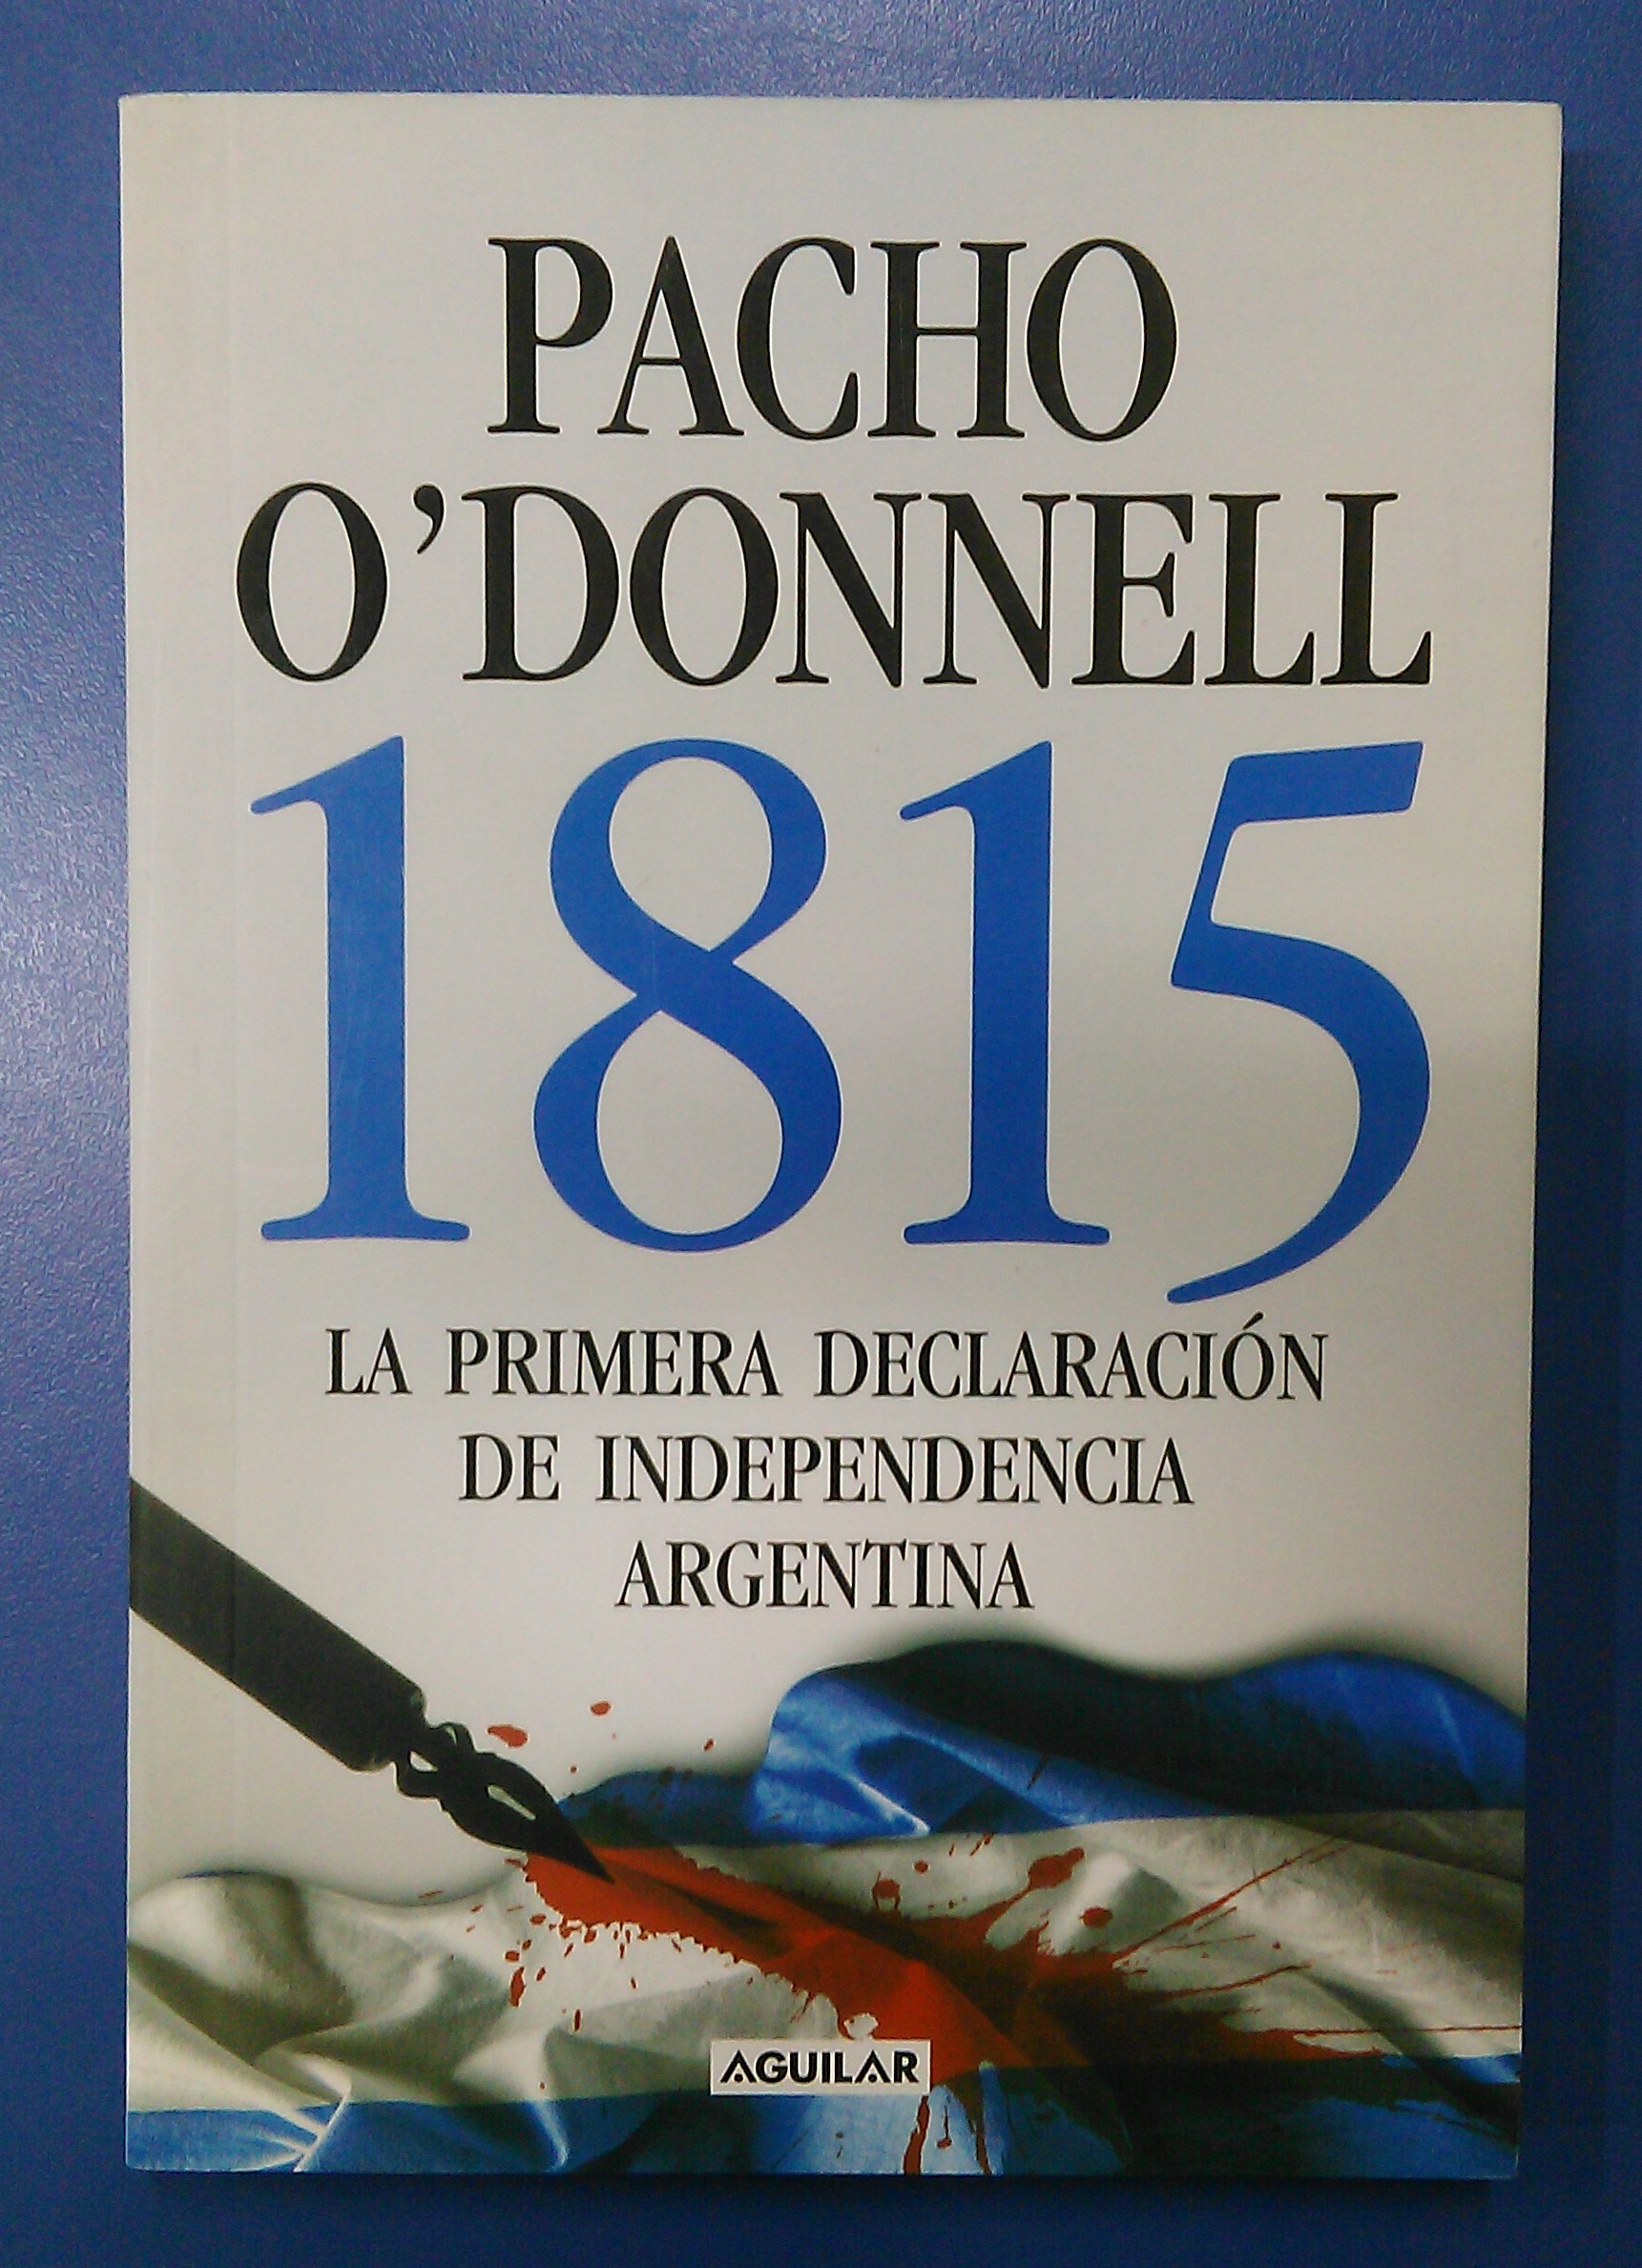 PACHO
O’DONNELL
1815
LA PRIMERA DECLARACIÓN
DE INDEPENDENCIA
ARGENTINA
AGUILAR